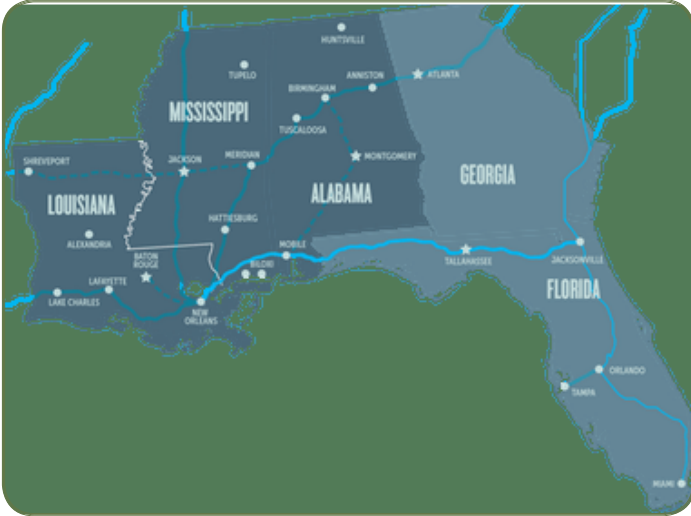 HUNTSVILLE
TUPELO
ANNISTON
ATLANTA
BIRMINGHAM
MISSISSIPPI
TUSCALOOSA
SHREVEPORT
JACKSON
MERIDIAN
MONTGOMERY
GEORGIA
LOUISIANA
ALABAMA
HATTIESBURG
ALEXANDRIA
MOBILE
BATON
ROUGE
BILOXI
TALLAHASSEE
JACKSONVILLE
LAFAYETTE
LAKE CHARLES
FLORIDA
NEW
ORLEANS
ORLANDO
TAMPA
MIAMI